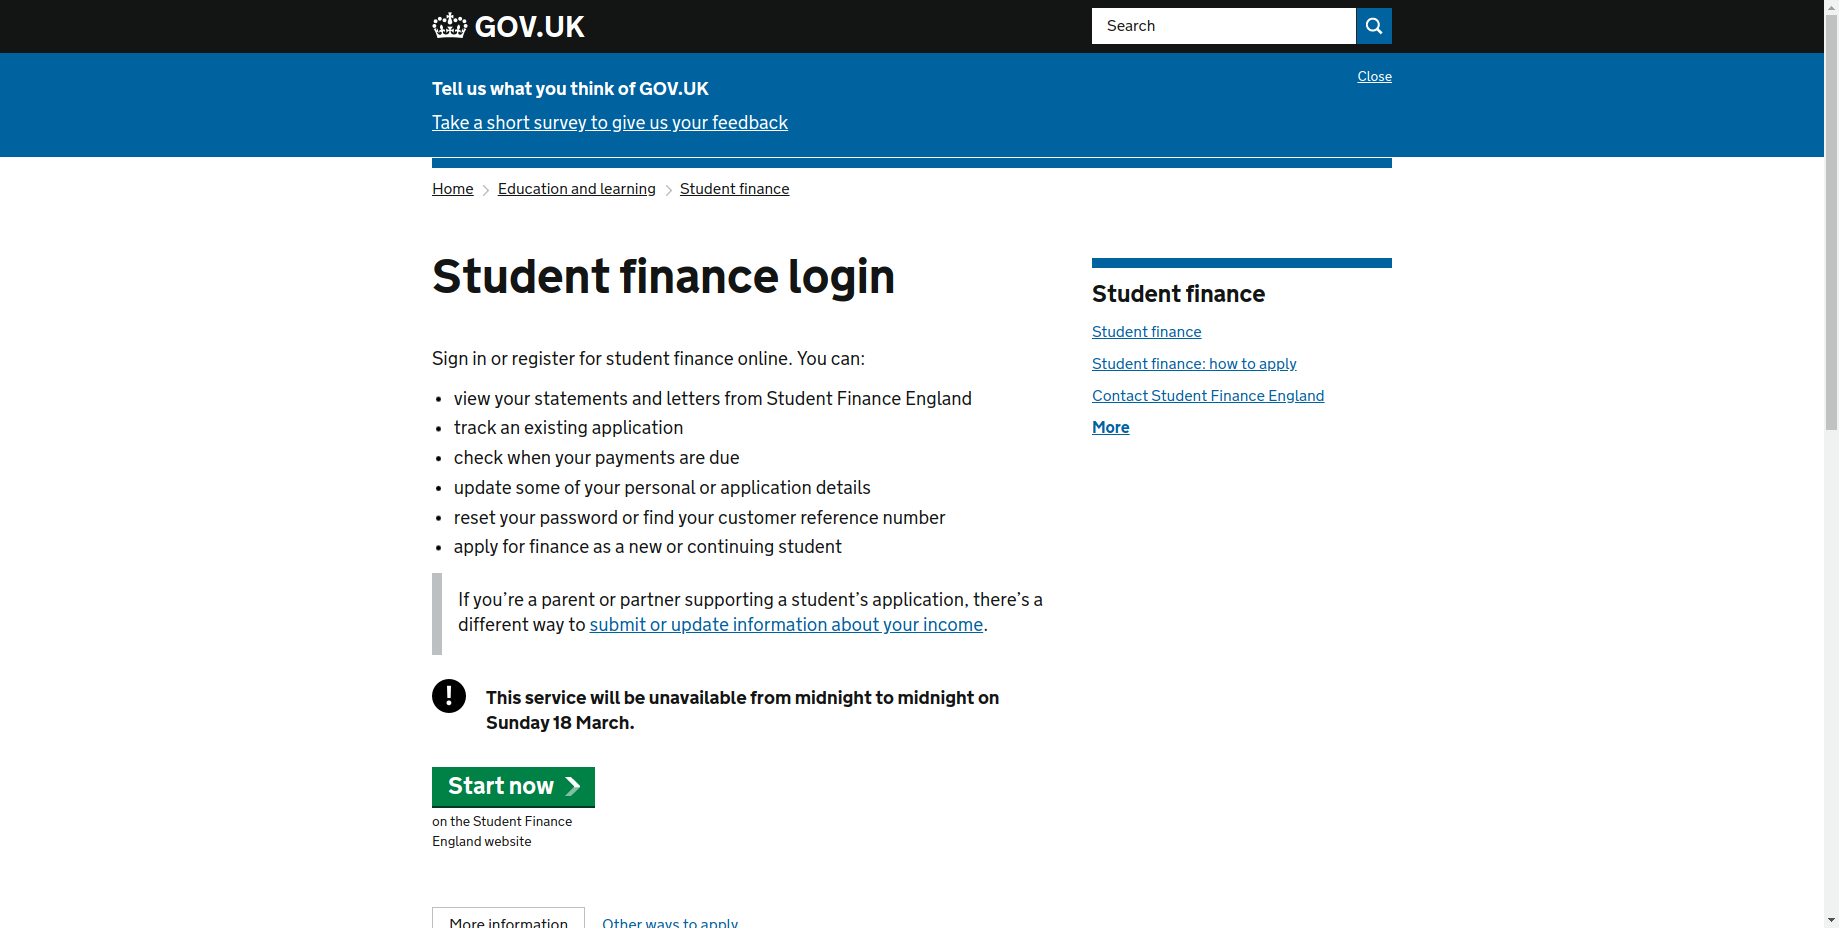 GOV.UK
Search
Tell us what you think of GOV.UK
Close
Take a short survey to give us your feedback
Home
Education and learning
Student finance
Student finance login
Sign in or register for student finance online. You can:
• view your statements and letters from Student Finance England
• track an existing application
• check when your payments are due
• update some of your personal or application details
• reset your password or find your customer reference number
• apply for finance as a new or continuing student
If you’re a parent or partner supporting a student’s application, there’s a
different way to submit or update information about your income.
This service will be unavailable from midnight to midnight on
Sunday 18 March.
Start now
on the Student Finance
England website
More information
Other ways to apply
Student finance
Student finance
Student finance: how to apply
Contact Student Finance England
More